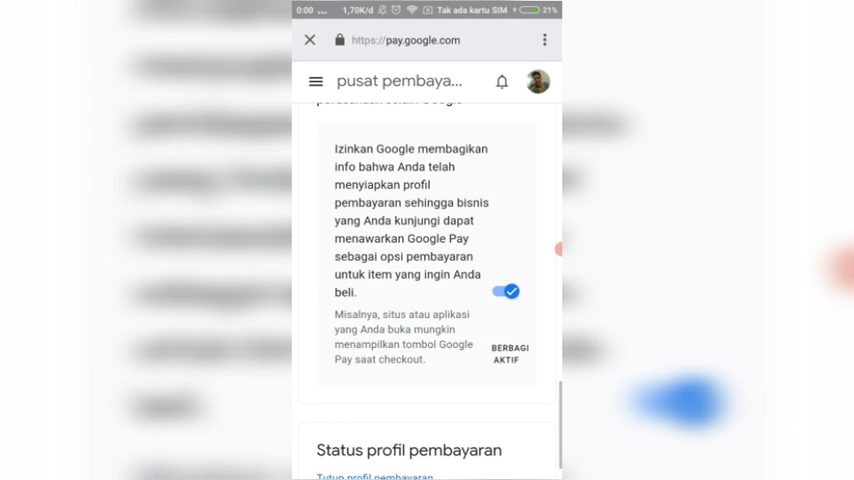 0:00 ... 1,70K/d Tak ada kartu SIM 21%
https://pay.google.com
pusat pembaya...
Izinkan Google membagikan
info bahwa Anda telah
menyiapkan profil
pembayaran sehingga bisnis
yang Anda kunjungi dapat
menawarkan Google Pay
sebagai opsi pembayaran
untuk item yang ingin Anda
beli.
Misalnya, situs atau aplikasi
yang Anda buka mungkin
menampilkan tombol Google
Pay saat checkout.
BERBAGI
AKTIF
Status profil pembayaran
Tutup profil pembayaran